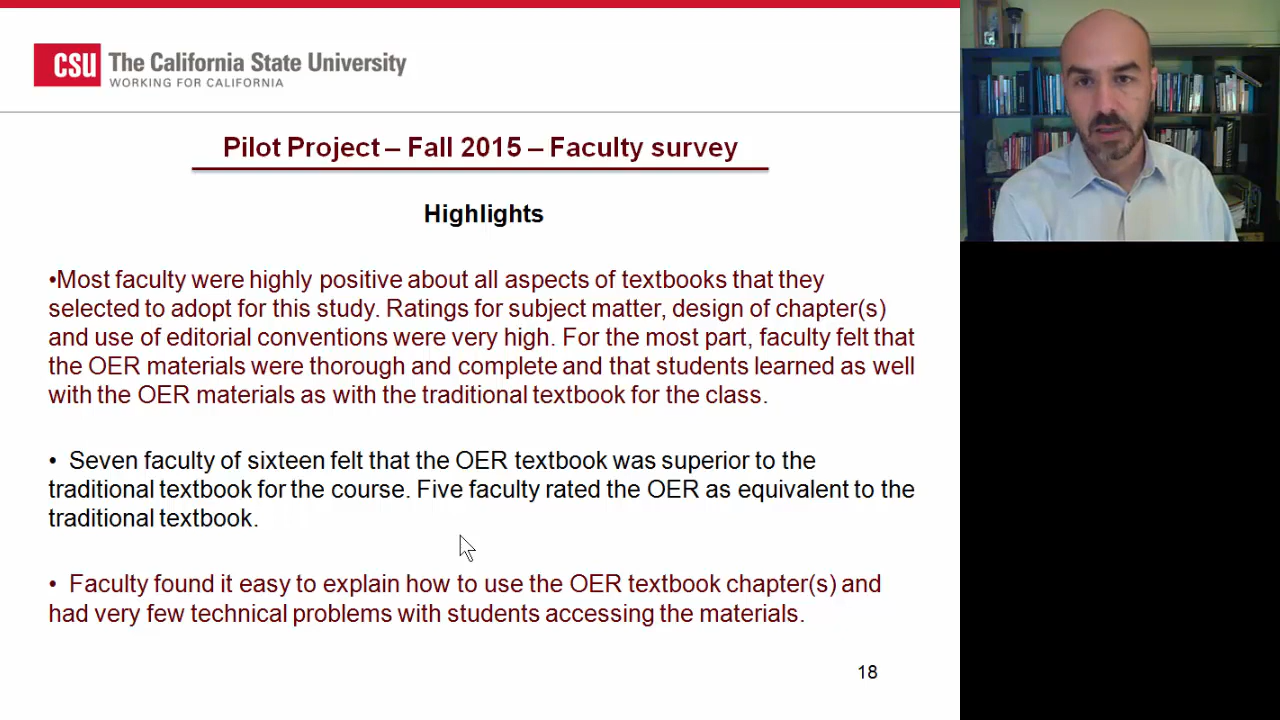 CSU The California State University
WORKING FOR CALIFORNIA
Pilot Project – Fall 2015 – Faculty survey
Highlights
•Most faculty were highly positive about all aspects of textbooks that they
selected to adopt for this study. Ratings for subject matter, design of chapter(s)
and use of editorial conventions were very high. For the most part, faculty felt that
the OER materials were thorough and complete and that students learned as well
with the OER materials as with the traditional textbook for the class.
• Seven faculty of sixteen felt that the OER textbook was superior to the
traditional textbook for the course. Five faculty rated the OER as equivalent to the
traditional textbook.
• Faculty found it easy to explain how to use the OER textbook chapter(s) and
had very few technical problems with students accessing the materials.
18